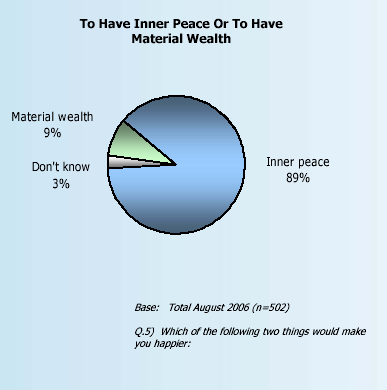 To Have Inner Peace Or To Have
Material Wealth
Material wealth
9%
Don't know
3%
Inner peace
89%
Base: Total August 2006 (n=502)
Q.5) Which of the following two things would make
you happier: